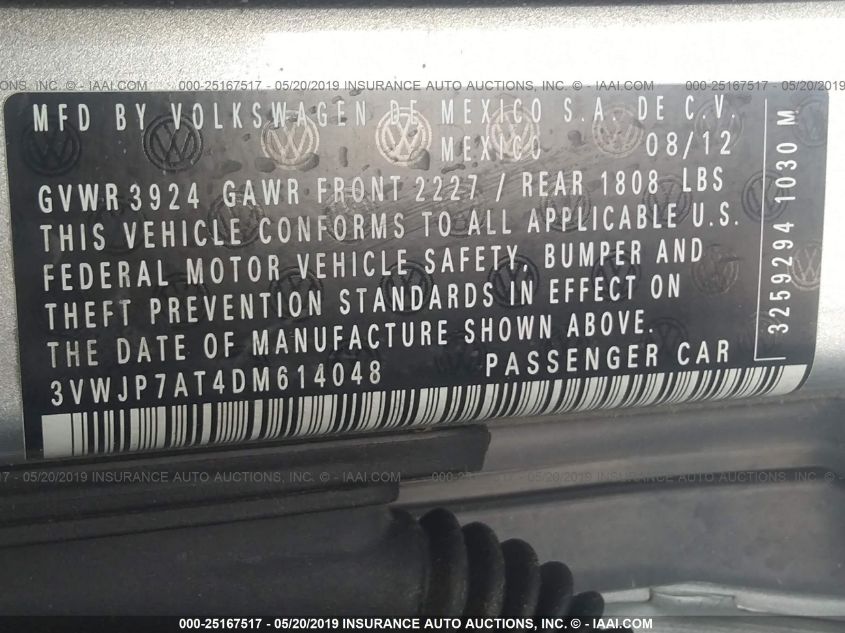 000-25167517 - 05/20/2019 INSURANCE AUTO AUCTIONS, INC. - IAAI.COM
MFD BY VOLKSWAGEN DE MEXICO S.A. DE C.V.
MEXICO 08/12
GVWR 3924 GAWR FRONT 2227 / REAR 1808 LBS
THIS VEHICLE CONFORMS TO ALL APPLICABLE U.S.
FEDERAL MOTOR VEHICLE SAFETY, BUMPER AND
THEFT PREVENTION STANDARDS IN EFFECT ON
THE DATE OF MANUFACTURE SHOWN ABOVE.
3VWJP7AT4DM614048 PASSENGER CAR
3259294 1030 M
- 05/20/2019 INSURANCE AUTO AUCTIONS, INC. - IAAI.COM
000-25167517 - 05/20/2019 INSURANCE AUTO AUCTIONS, INC. - IAAI.COM
000-25167517 - 05/20/2019 INSURANCE AUTO AUCTIONS, INC. - IAAI.COM